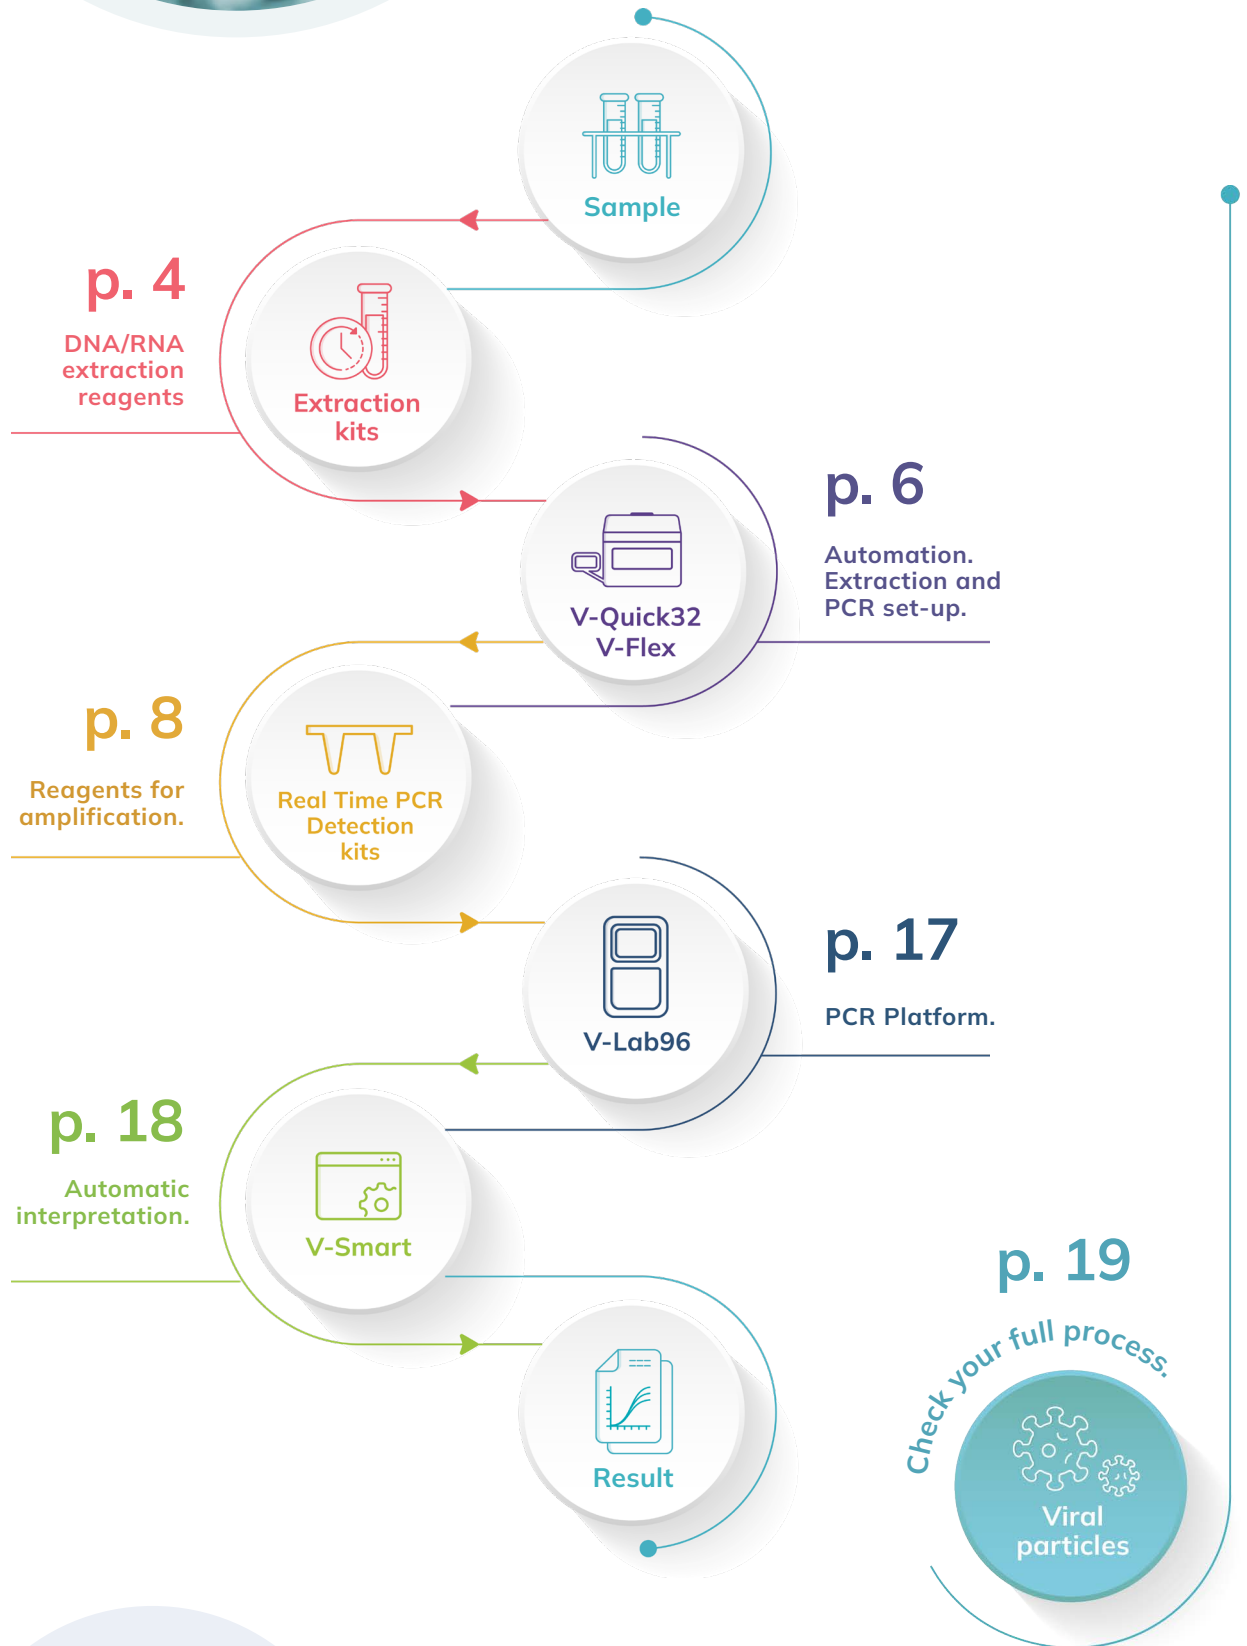 Sample
p. 4
DNA/RNA
extraction
reagents
Extraction
kits
p. 6
Automation.
Extraction and
PCR set-up.
V-Quick32
V-Flex
p. 8
Reagents for
amplification.
Real Time PCR
Detection
kits
p. 17
PCR Platform.
V-Lab96
p. 18
Automatic
interpretation.
V-Smart
Result
p. 19
Check your full process.
Viral
particles